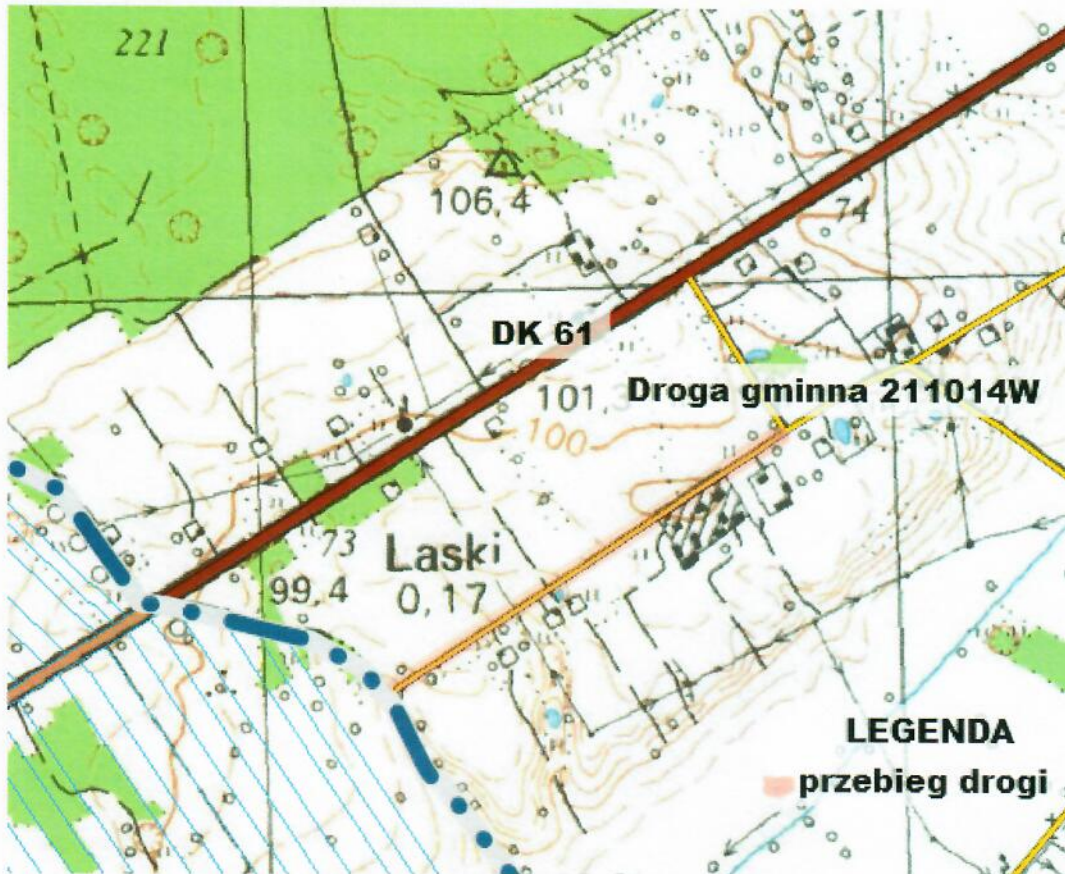 221
106,4
74
DK 61
101,3
Droga gminna 211014W
100
73
Laski
99,4
0,17
LEGENDA
przebieg drogi